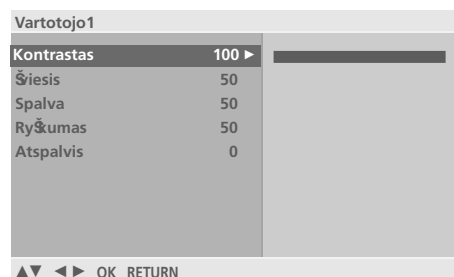 Vartotojo1
Kontrastas 100 ►
Šviesis 50
Spalva 50
RyŠkumas 50
Atspalvis 0
▲▼ ◄ ► OK RETURN